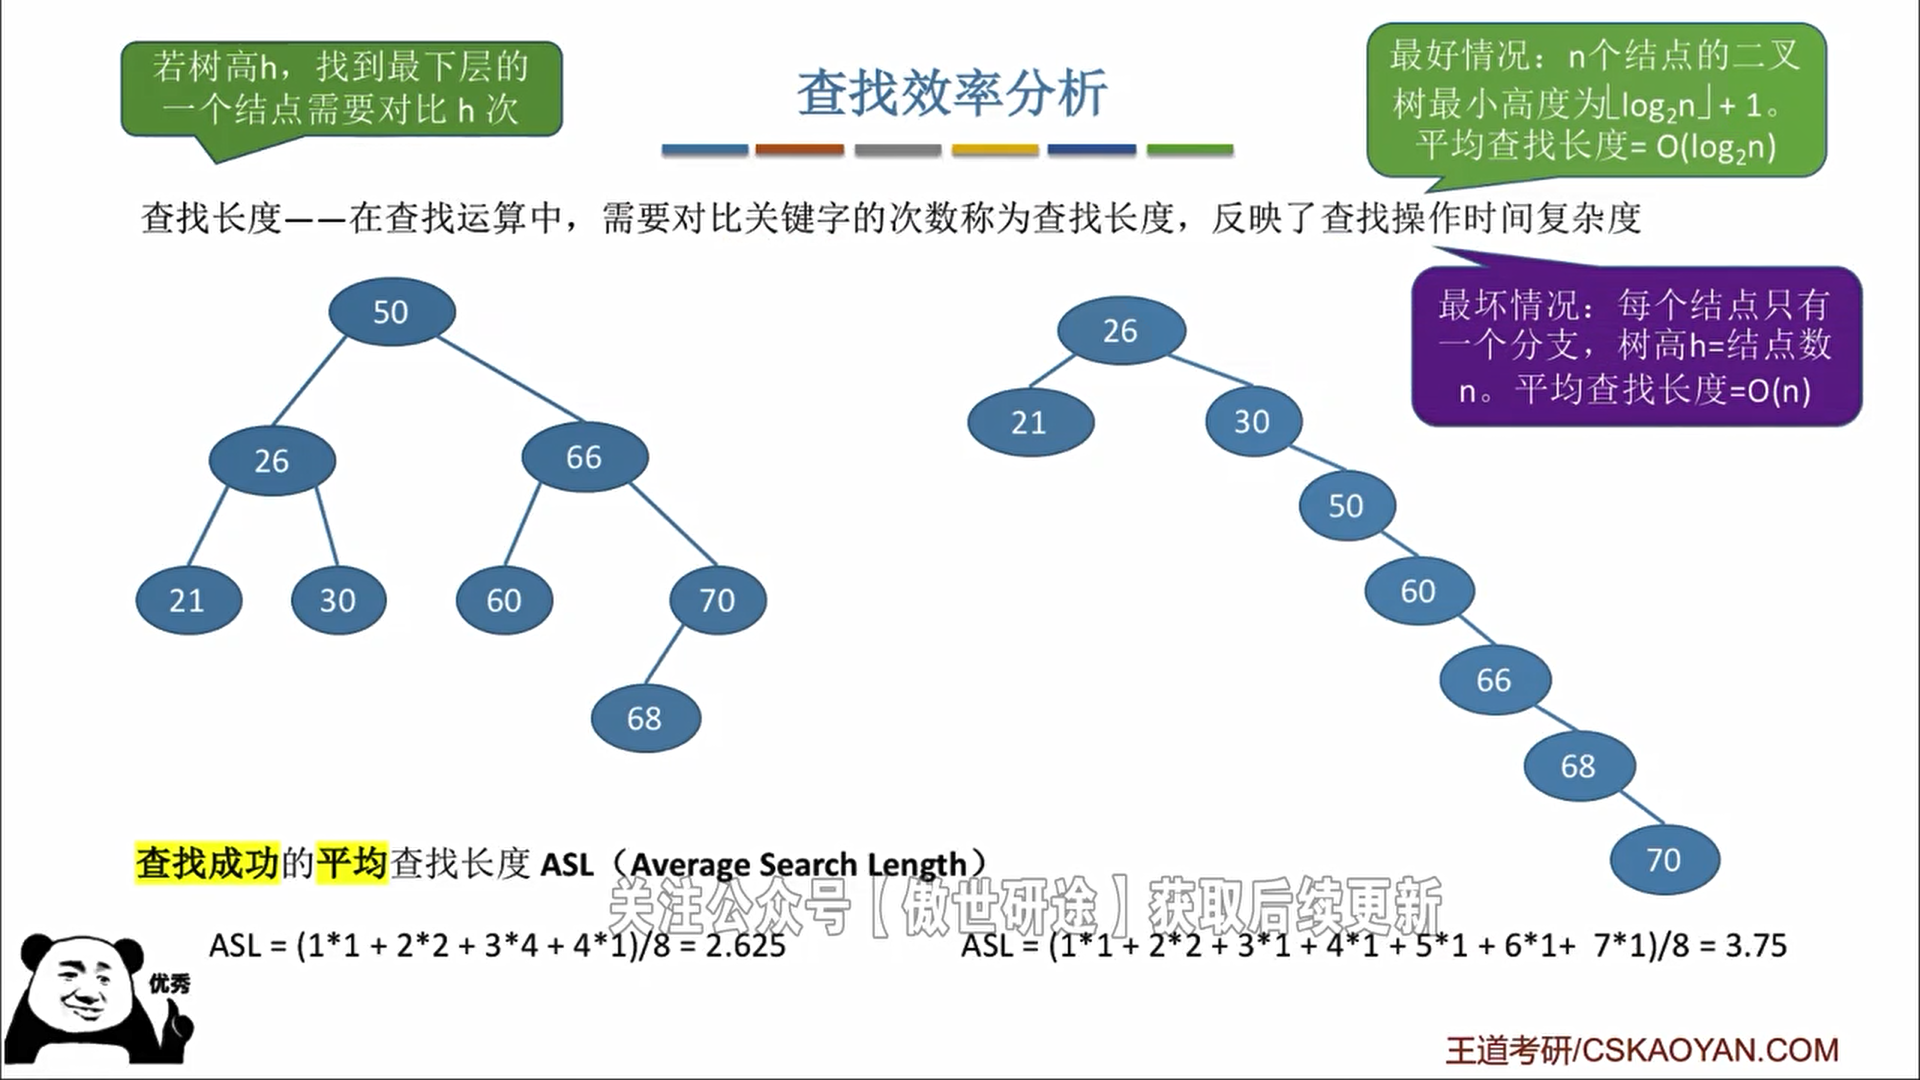 若树高h，找到最下层的
一个结点需要对比 h 次
查找效率分析
最好情况：n个结点的二叉
树最小高度为⌊log₂n⌋ + 1。
平均查找长度= O(log₂n)
查找长度——在查找运算中，需要对比关键字的次数称为查找长度，反映了查找操作时间复杂度
最坏情况：每个结点只有
一个分支，树高h=结点数
n。平均查找长度=O(n)
50
26
66
21
30
60
70
68
26
21
30
50
60
66
68
70
查找成功的平均查找长度 ASL（Average Search Length）
关注公众号【傲世研途】获取后续更新
ASL = (1*1 + 2*2 + 3*4 + 4*1)/8 = 2.625
ASL = (1*1 + 2*2 + 3*1 + 4*1 + 5*1 + 6*1+ 7*1)/8 = 3.75
优秀
王道考研/CSKAOYAN.COM